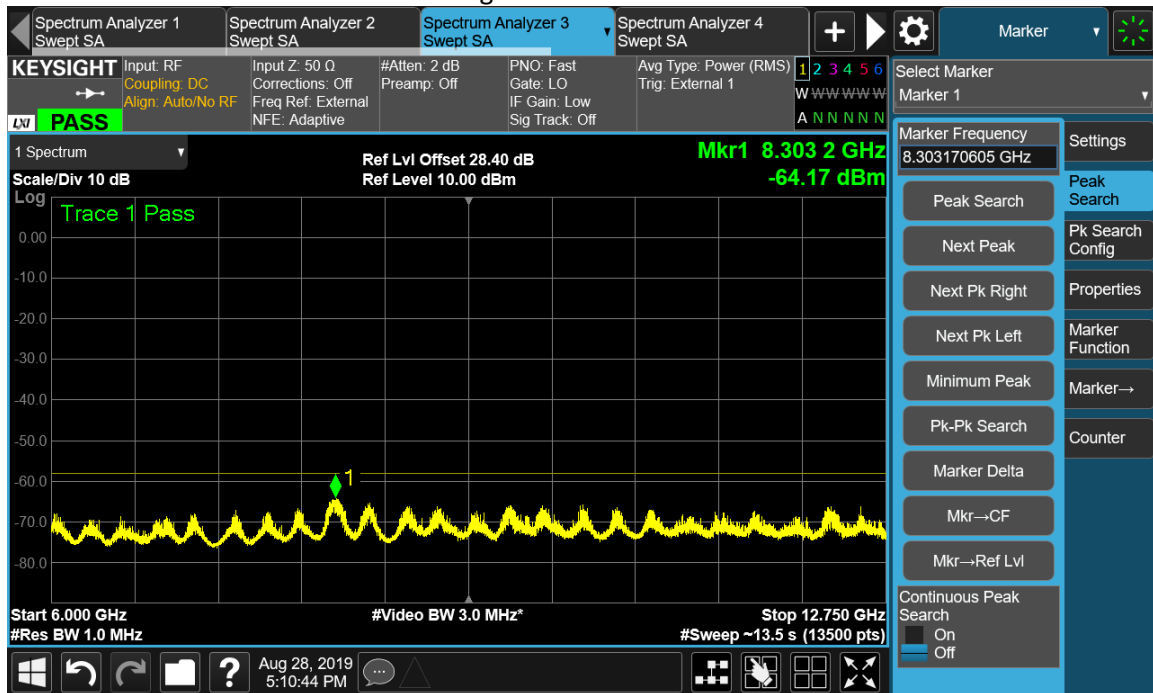 Spectrum Analyzer 1
Swept SA
Spectrum Analyzer 2
Swept SA
Spectrum Analyzer 3
Swept SA
Spectrum Analyzer 4
Swept SA
+
Marker
KEYSIGHT
LXI PASS
Input: RF
Coupling: DC
Align: Auto/No RF
Input Z: 50 Ω
Corrections: Off
Freq Ref: External
NFE: Adaptive
#Atten: 2 dB
Preamp: Off
PNO: Fast
Gate: LO
IF Gain: Low
Sig Track: Off
Avg Type: Power (RMS)
Trig: External 1
1 2 3 4 5 6
W W W W W W
A N N N N N
Select Marker
Marker 1
1 Spectrum
Scale/Div 10 dB
Ref Lvl Offset 28.40 dB
Ref Level 10.00 dBm
Mkr1 8.303 2 GHz
-64.17 dBm
Log
Trace 1 Pass
0.00
-10.0
-20.0
-30.0
-40.0
-50.0
-60.0
-70.0
-80.0
1
Start 6.000 GHz
#Res BW 1.0 MHz
#Video BW 3.0 MHz*
Stop 12.750 GHz
#Sweep ~13.5 s (13500 pts)
Marker Frequency
8.303170605 GHz
Peak Search
Next Peak
Next Pk Right
Next Pk Left
Minimum Peak
Pk-Pk Search
Marker Delta
Mkr→CF
Mkr→Ref Lvl
Continuous Peak
Search
On
Off
Settings
Peak
Search
Pk Search
Config
Properties
Marker
Function
Marker→
Counter
?
Aug 28, 2019
5:10:44 PM